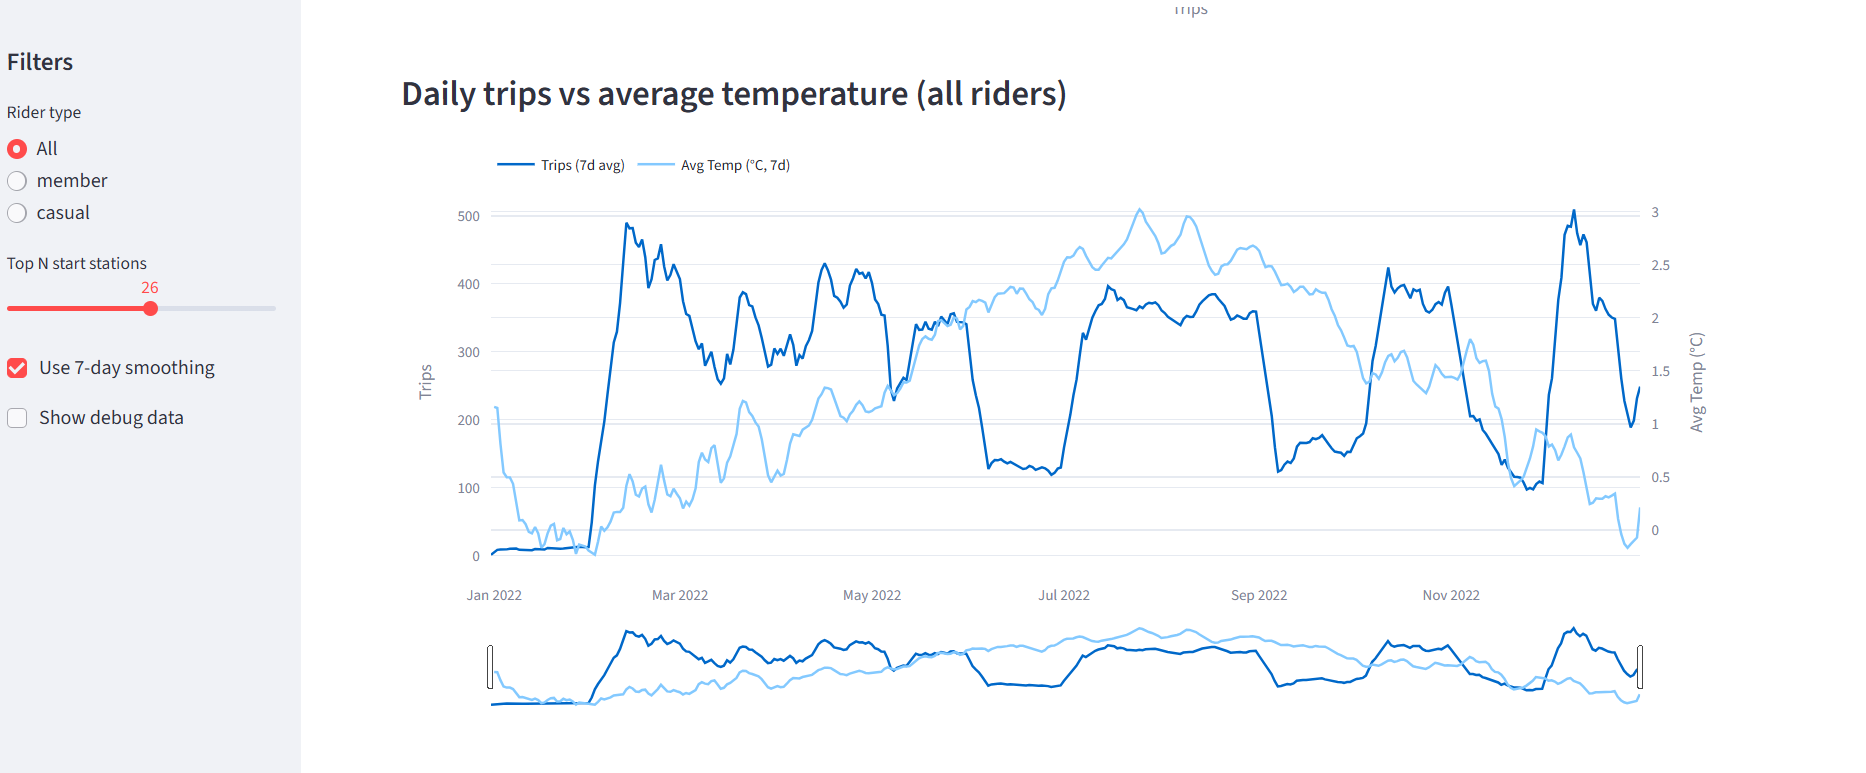 Trips
Filters
Rider type
All
member
casual
Top N start stations
26
Use 7-day smoothing
Show debug data
Daily trips vs average temperature (all riders)
Trips (7d avg)
Avg Temp (°C, 7d)
500
400
300
200
100
0
Trips
3
2.5
2
1.5
1
0.5
0
Avg Temp (°C)
Jan 2022
Mar 2022
May 2022
Jul 2022
Sep 2022
Nov 2022